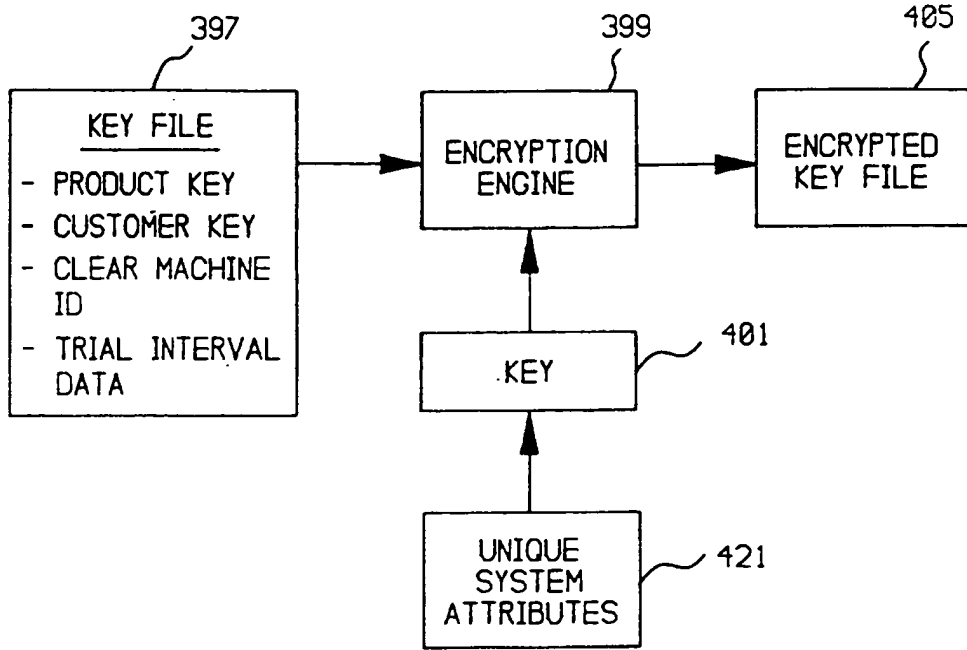 397
399
405
KEY FILE
- PRODUCT KEY
- CUSTOMER KEY
- CLEAR MACHINE
ID
- TRIAL INTERVAL
DATA
ENCRYPTION
ENGINE
ENCRYPTED
KEY FILE
KEY
401
UNIQUE
SYSTEM
ATTRIBUTES
421